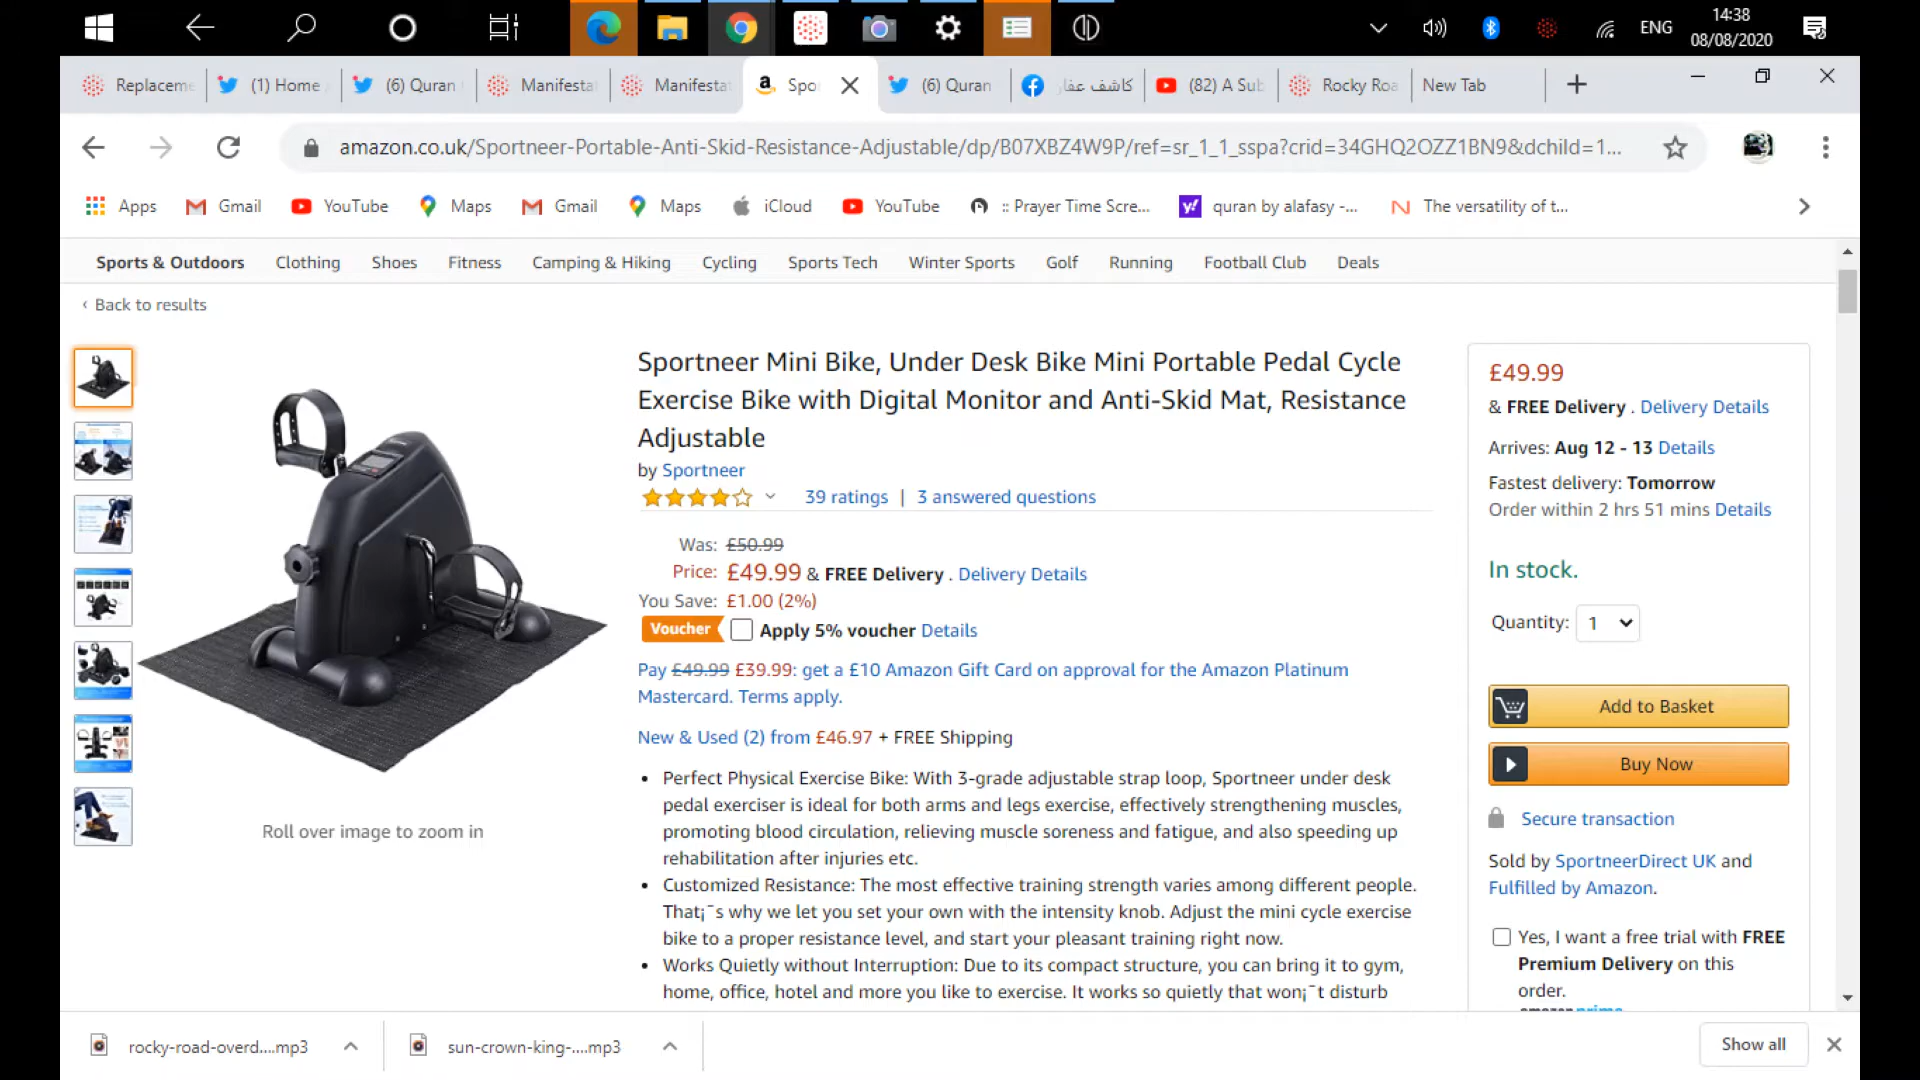 ENG
14:38
08/08/2020
Replaceme
(1) Home
(6) Quran
Manifesta
Manifestat
Spo
(6) Quran
كاشف عفار
(82) A Sub
Rocky Roa
New Tab
amazon.co.uk/Sportneer-Portable-Anti-Skid-Resistance-Adjustable/dp/B07XBZ4W9P/ref=sr_1_1_sspa?crid=34GHQ2OZZ1BN9&dchild=1...
Apps
Gmail
YouTube
Maps
Gmail
Maps
iCloud
YouTube
:: Prayer Time Scre...
quran by alafasy -...
The versatility of t...
Sports & Outdoors
Clothing
Shoes
Fitness
Camping & Hiking
Cycling
Sports Tech
Winter Sports
Golf
Running
Football Club
Deals
‹ Back to results
Sportneer Mini Bike, Under Desk Bike Mini Portable Pedal Cycle
Exercise Bike with Digital Monitor and Anti-Skid Mat, Resistance
Adjustable
by Sportneer
39 ratings | 3 answered questions
Was: £50.99
Price: £49.99 & FREE Delivery . Delivery Details
You Save: £1.00 (2%)
Voucher Apply 5% voucher Details
Pay £49.99 £39.99: get a £10 Amazon Gift Card on approval for the Amazon Platinum
Mastercard. Terms apply.
New & Used (2) from £46.97 + FREE Shipping
• Perfect Physical Exercise Bike: With 3-grade adjustable strap loop, Sportneer under desk
pedal exerciser is ideal for both arms and legs exercise, effectively strengthening muscles,
promoting blood circulation, relieving muscle soreness and fatigue, and also speeding up
rehabilitation after injuries etc.
• Customized Resistance: The most effective training strength varies among different people.
That¡¯s why we let you set your own with the intensity knob. Adjust the mini cycle exercise
bike to a proper resistance level, and start your pleasant training right now.
• Works Quietly without Interruption: Due to its compact structure, you can bring it to gym,
home, office, hotel and more you like to exercise. It works so quietly that won¡¯t disturb
Roll over image to zoom in
£49.99
& FREE Delivery . Delivery Details
Arrives: Aug 12 - 13 Details
Fastest delivery: Tomorrow
Order within 2 hrs 51 mins Details
In stock.
Quantity: 1
Add to Basket
Buy Now
Secure transaction
Sold by SportneerDirect UK and
Fulfilled by Amazon.
Yes, I want a free trial with FREE
Premium Delivery on this
order.
amazon prime
rocky-road-overd....mp3
sun-crown-king-....mp3
Show all